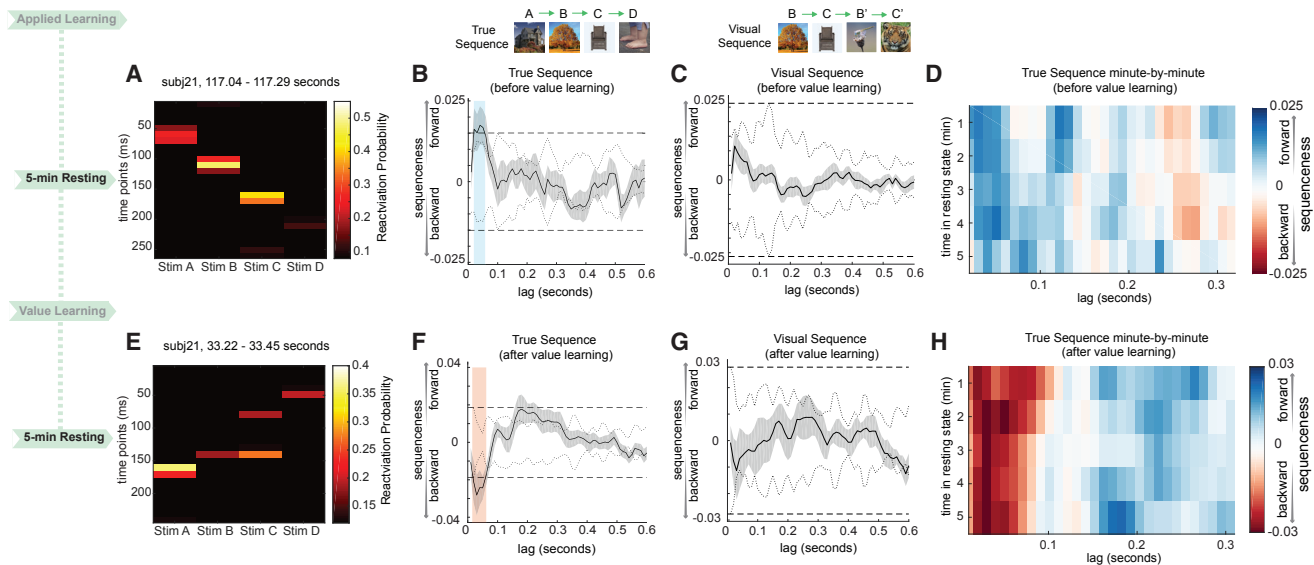 Applied Learning
5-min Resting
Value Learning
5-min Resting
A → B → C → D
True
Sequence
B → C → B' → C'
Visual
Sequence
A
subj21, 117.04 - 117.29 seconds
time points (ms)
50
100
150
200
250
Stim A Stim B Stim C Stim D
0.5
0.4
0.3
0.2
0.1
Reactviation Probability
B
True Sequence
(before value learning)
0.025
0
-0.025
sequenceness
backward forward
0 0.1 0.2 0.3 0.4 0.5 0.6
lag (seconds)
C
Visual Sequence
(before value learning)
0.025
0
-0.025
sequenceness
backward forward
0 0.1 0.2 0.3 0.4 0.5 0.6
lag (seconds)
D
True Sequence minute-by-minute
(before value learning)
time in resting state (min)
1
2
3
4
5
0.1 0.2 0.3
lag (seconds)
0.025
0.0
-0.025
backward forward
sequenceness
E
subj21, 33.22 - 33.45 seconds
time points (ms)
50
100
150
200
Stim A Stim B Stim C Stim D
0.4
0.35
0.3
0.25
0.2
0.15
Reactviation Probability
F
True Sequence
(after value learning)
0.04
0
-0.04
sequenceness
backward forward
0 0.1 0.2 0.3 0.4 0.5 0.6
lag (seconds)
G
Visual Sequence
(after value learning)
0.03
0
-0.03
sequenceness
backward forward
0 0.1 0.2 0.3 0.4 0.5 0.6
lag (seconds)
H
True Sequence minute-by-minute
(after value learning)
time in resting state (min)
1
2
3
4
5
0.1 0.2 0.3
lag (seconds)
0.03
0.0
-0.03
backward forward
sequenceness